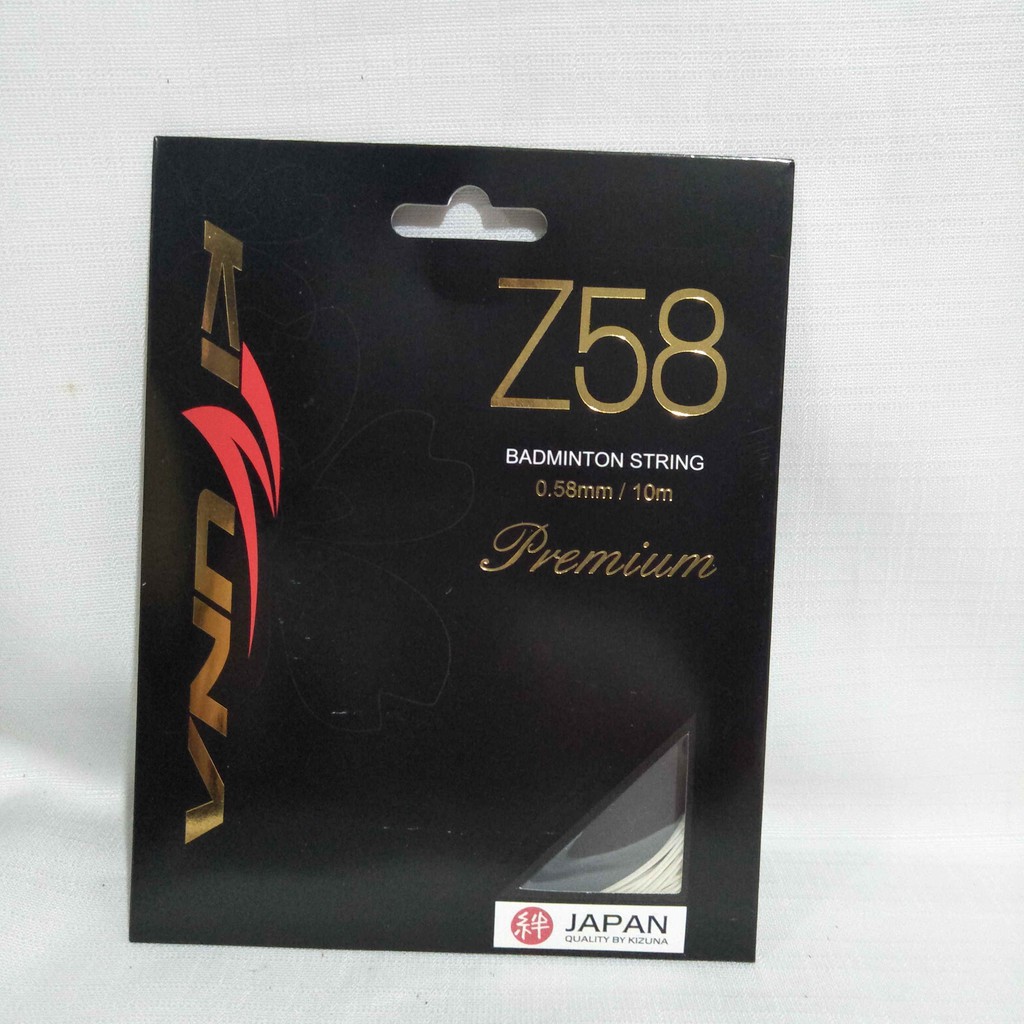 KIZUNA
Z58
BADMINTON STRING
0.58mm / 10m
Premium
絆
JAPAN
QUALITY BY KIZUNA